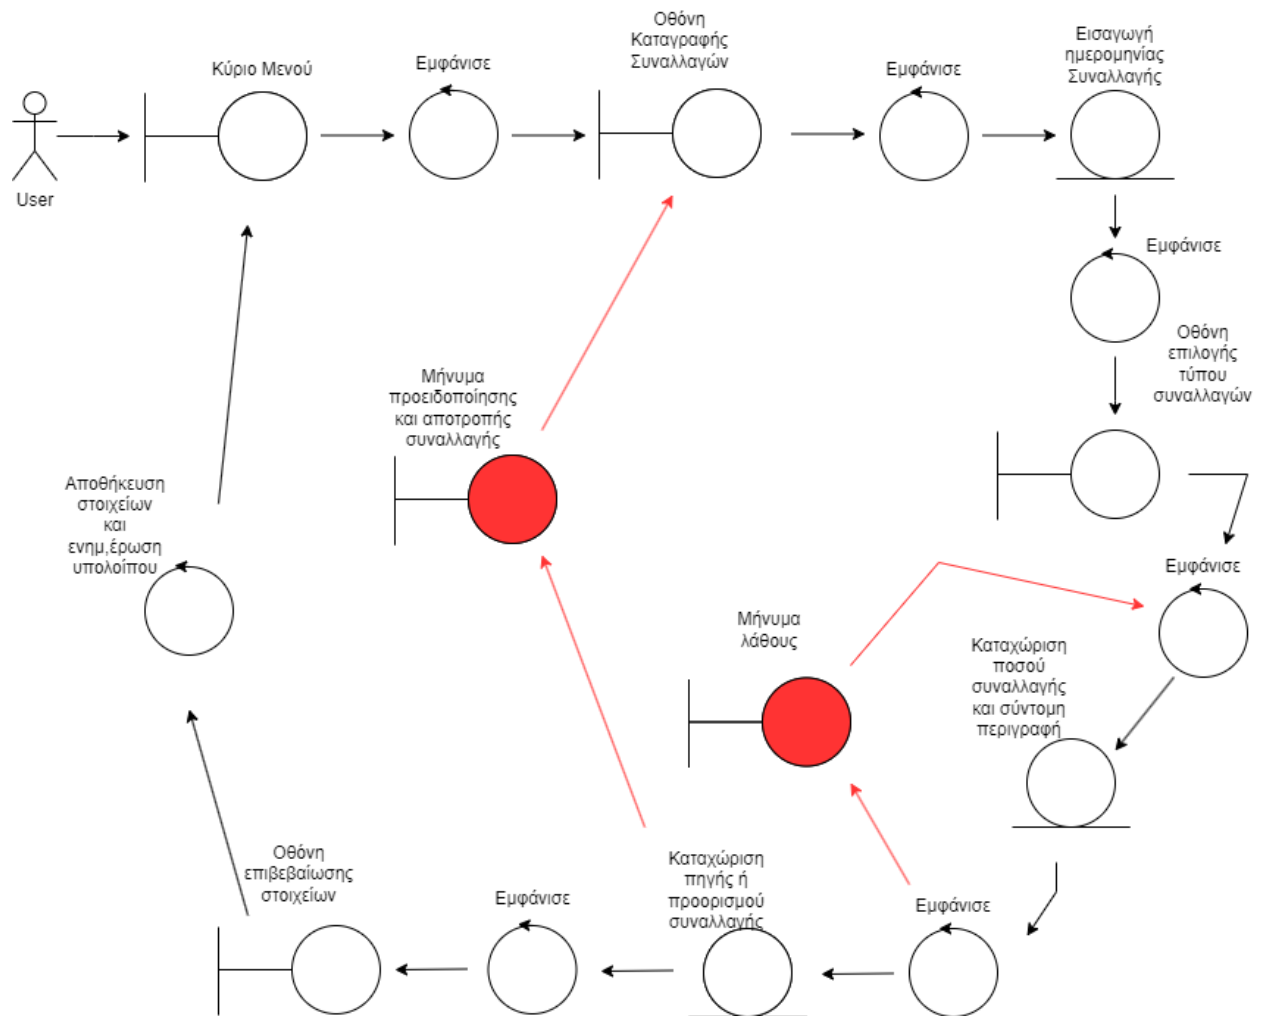 Οθόνη
Καταγραφής
Συναλλαγών
Εισαγωγή
ημερομηνίας
Συναλλαγής
Κύριο Μενού
Εμφάνισε
Εμφάνισε
User
Εμφάνισε
Οθόνη
επιλογής
τύπου
συναλλαγών
Μήνυμα
προειδοποίησης
και αποτροπής
συναλλαγής
Αποθήκευση
στοιχείων
και
ενημ,έρωση
υπολοίπου
Εμφάνισε
Μήνυμα
λάθους
Καταχώριση
ποσού
συναλλαγής
και σύντομη
περιγραφή
Οθόνη
επιβεβαίωσης
στοιχείων
Εμφάνισε
Καταχώριση
πηγής ή
προορισμού
συναλλαγής
Εμφάνισε